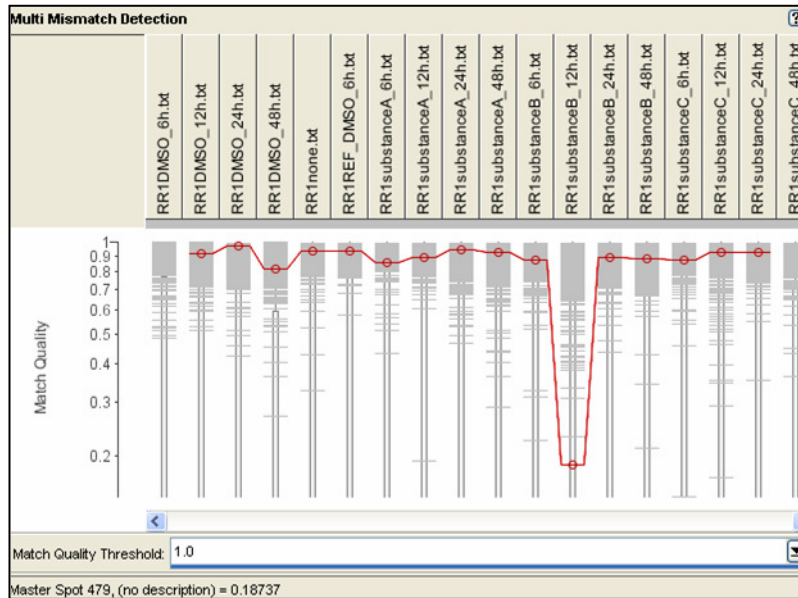 Multi Mismatch Detection
?
RR1DMSO_6h.txt
RR1DMSO_12h.txt
RR1DMSO_24h.txt
RR1DMSO_48h.txt
RR1none.txt
RR1REF_DMSO_6h.txt
RR1substanceA_6h.txt
RR1substanceA_12h.txt
RR1substanceA_24h.txt
RR1substanceA_48h.txt
RR1substanceB_6h.txt
RR1substanceB_12h.txt
RR1substanceB_24h.txt
RR1substanceB_48h.txt
RR1substanceC_6h.txt
RR1substanceC_12h.txt
RR1substanceC_24h.txt
RR1substanceC_48h.txt
Match Quality
1
0.9
0.8
0.7
0.6
0.5
0.4
0.3
0.2
Match Quality Threshold: 1.0
Master Spot 479, (no description) = 0.18737